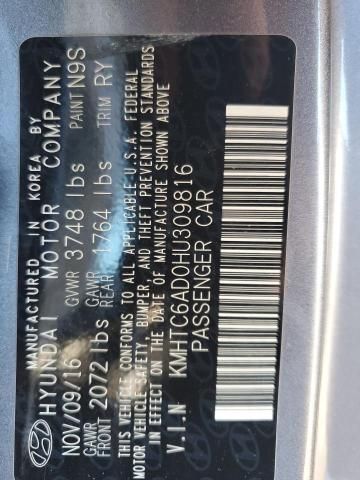 MANUFACTURED IN KOREA BY
HYUNDAI MOTOR COMPANY
NOV/09/16 GVWR 3748 lbs PAINT N9S
GAWR FRONT 2072 lbs GAWR REAR 1764 lbs TRIM RY
THIS VEHICLE CONFORMS TO ALL APPLICABLE U.S.A. FEDERAL
MOTOR VEHICLE SAFETY, BUMPER, AND THEFT PREVENTION STANDARDS
IN EFFECT ON THE DATE OF MANUFACTURE SHOWN ABOVE
V.I.N KMHTC6AD0HU309816
PASSENGER CAR